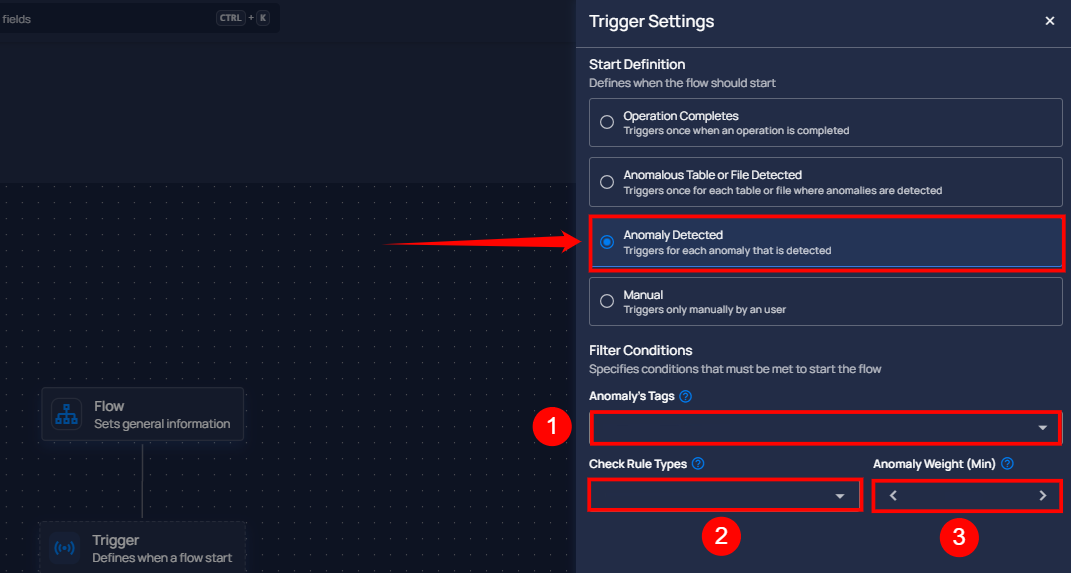 fields
CTRL + K
Trigger Settings
Start Definition
Defines when the flow should start
Operation Completes
Triggers once when an operation is completed
Anomalous Table or File Detected
Triggers once for each table or file where anomalies are detected
Anomaly Detected
Triggers for each anomaly that is detected
Manual
Triggers only manually by an user
Filter Conditions
Specifies conditions that must be met to start the flow
Anomaly's Tags ?
1
Check Rule Types ?
Anomaly Weight (Min) ?
2
3
Flow
Sets general information
Trigger
Defines when a flow start